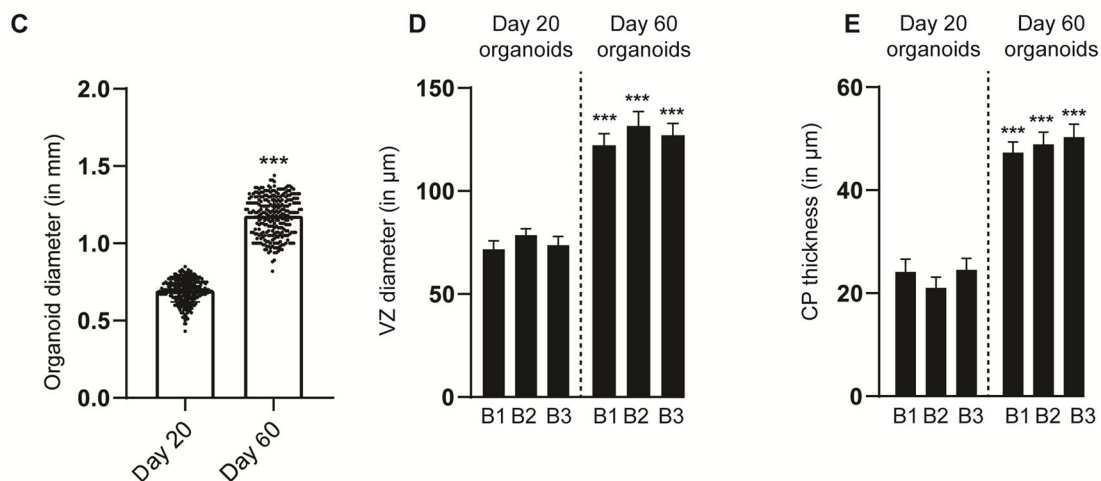 C
Organoid diameter (in mm)
2.0
1.5
1.0
0.5
0.0
***
Day 20
Day 60
D
Day 20
organoids
Day 60
organoids
VZ diameter (in µm)
150
100
50
0
***
***
***
B1 B2 B3
B1 B2 B3
E
Day 20
organoids
Day 60
organoids
CP thickness (in µm)
60
40
20
0
***
***
***
B1 B2 B3
B1 B2 B3